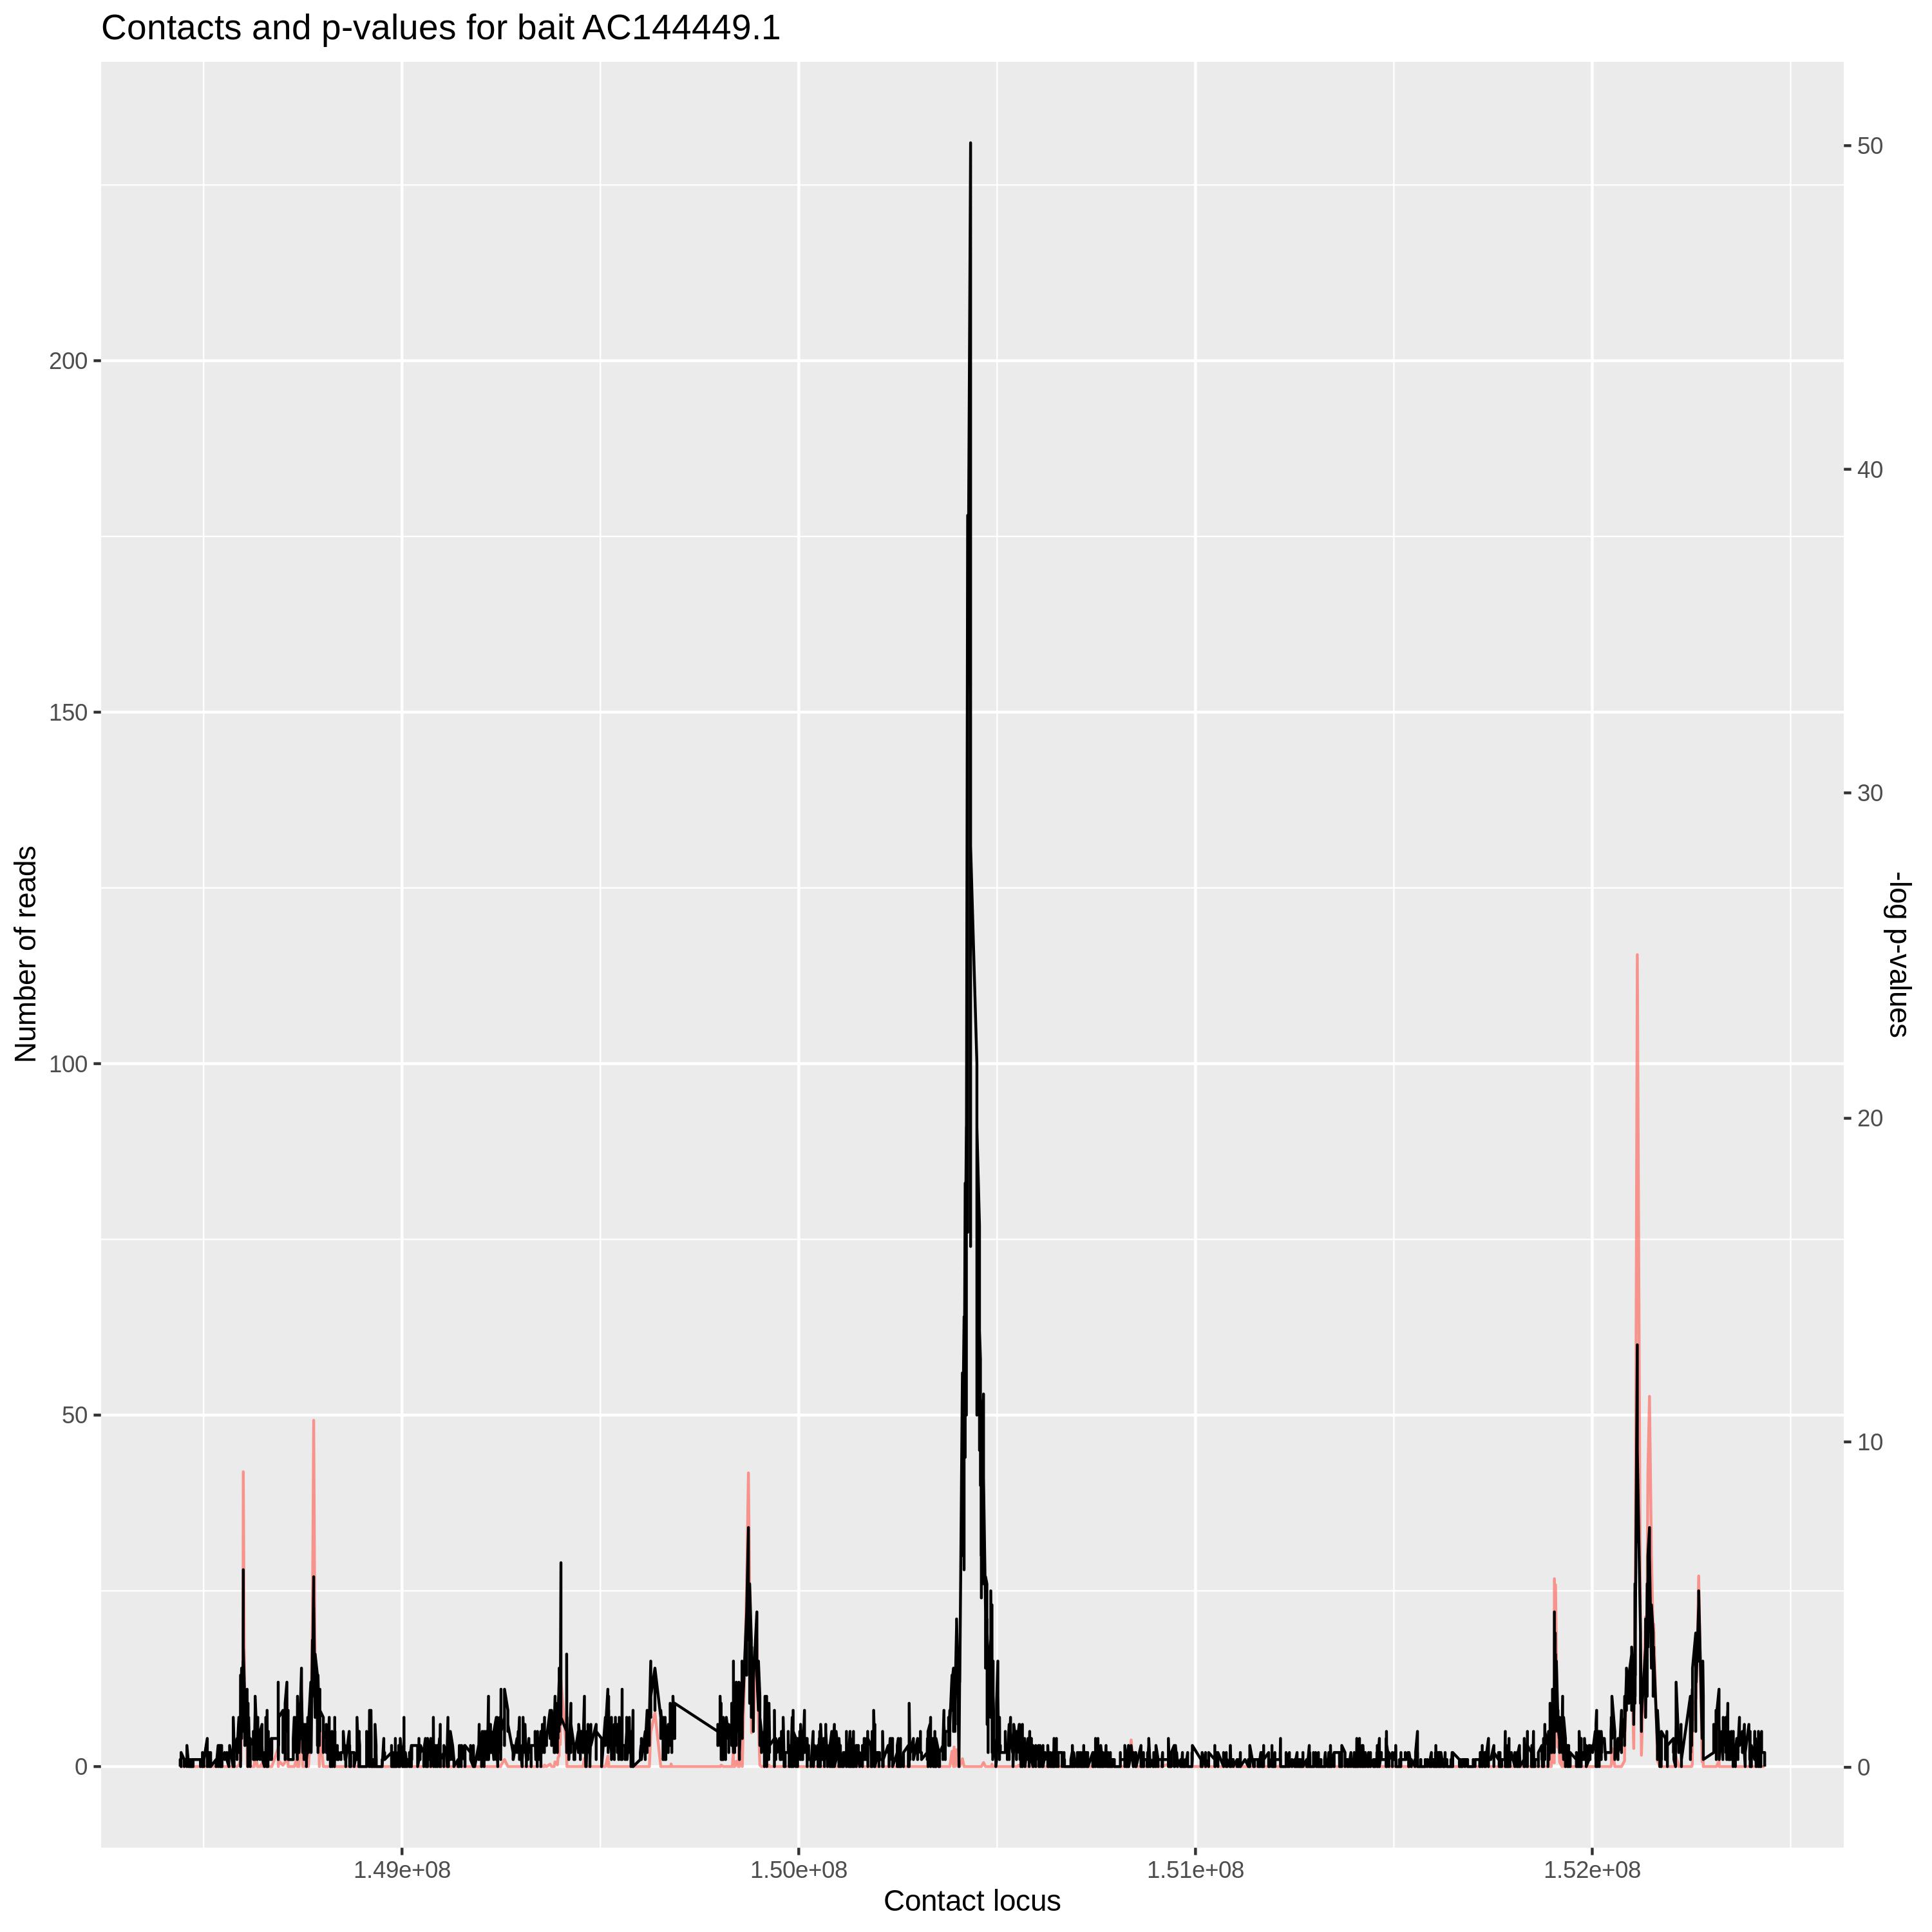 Contacts and p-values for bait AC144449.1
50
200
40
150
30
Number of reads
-log p-values
100
20
50
10
0
0
1.49e+08
1.50e+08
1.51e+08
1.52e+08
Contact locus